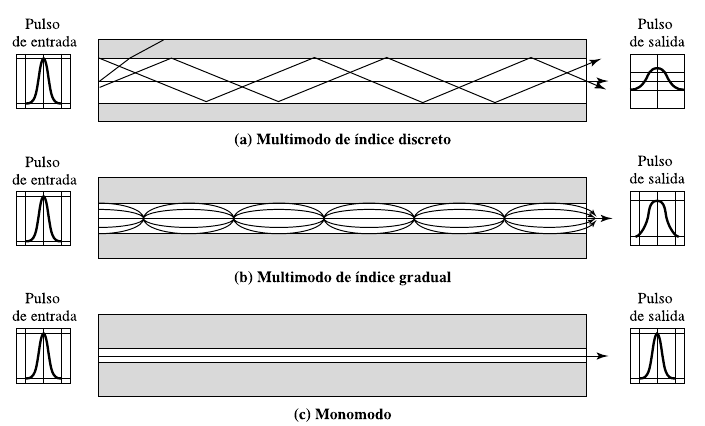 Pulso
de entrada
Pulso
de salida
(a) Multimodo de índice discreto
Pulso
de entrada
Pulso
de salida
(b) Multimodo de índice gradual
Pulso
de entrada
Pulso
de salida
(c) Monomodo